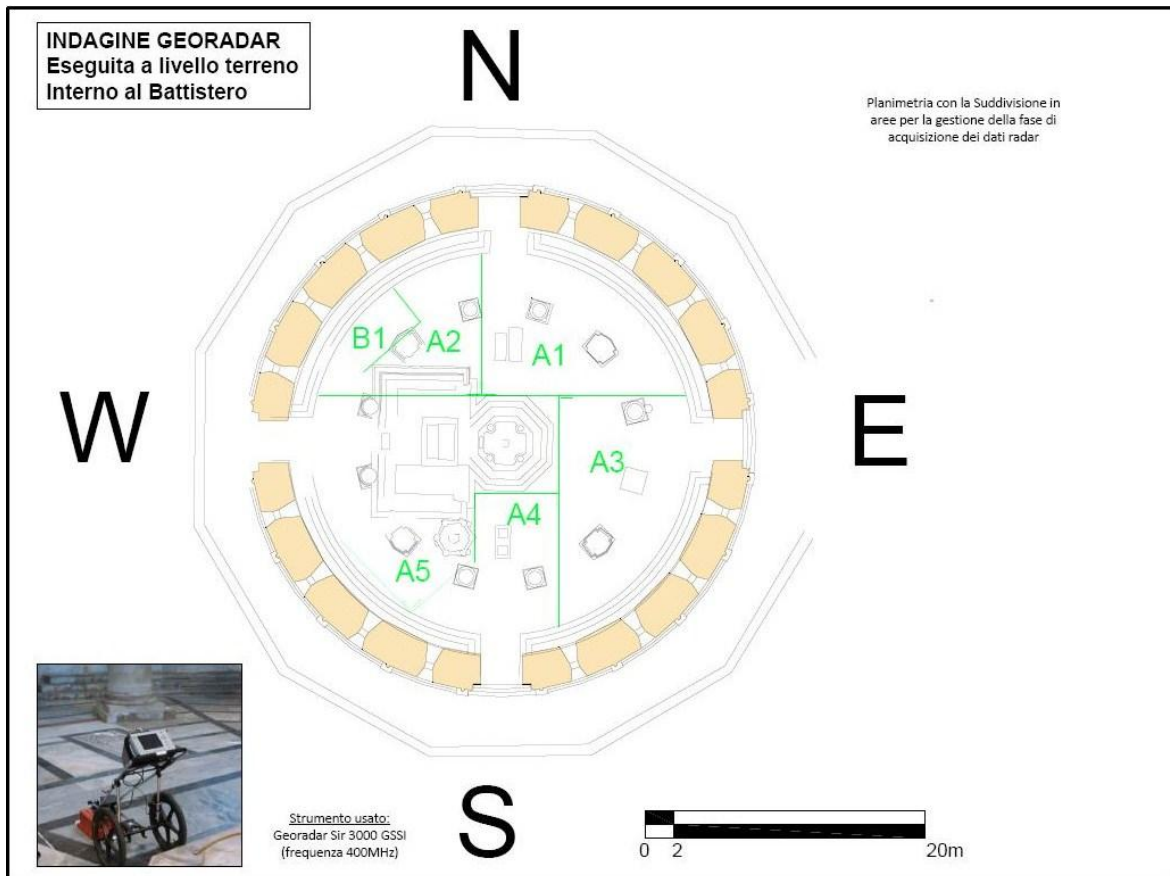 INDAGINE GEORADAR
Eseguita a livello terreno
Interno al Battistero
N
Planimetria con la Suddivisione in
aree per la gestione della fase di
acquisizione dei dati radar
B1
A2
A1
W
E
A3
A4
A5
S
Strumento usato:
Georadar Sir 3000 GSSI
(frequenza 400MHz)
0 2 20m